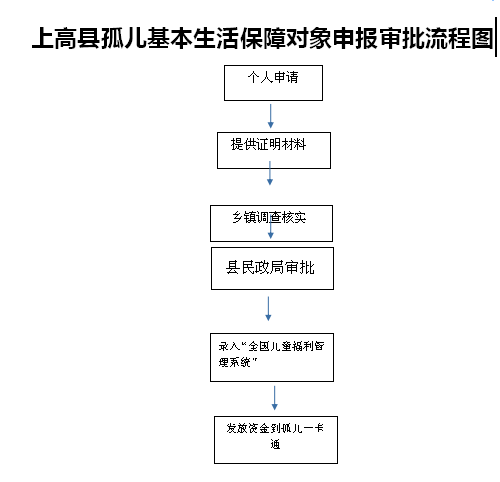 上高县孤儿基本生活保障对象申报审批流程图
个人申请
提供证明材料
乡镇调查核实
县民政局审批
录入“全国儿童福利管
理系统”
发放资金到孤儿一卡
通